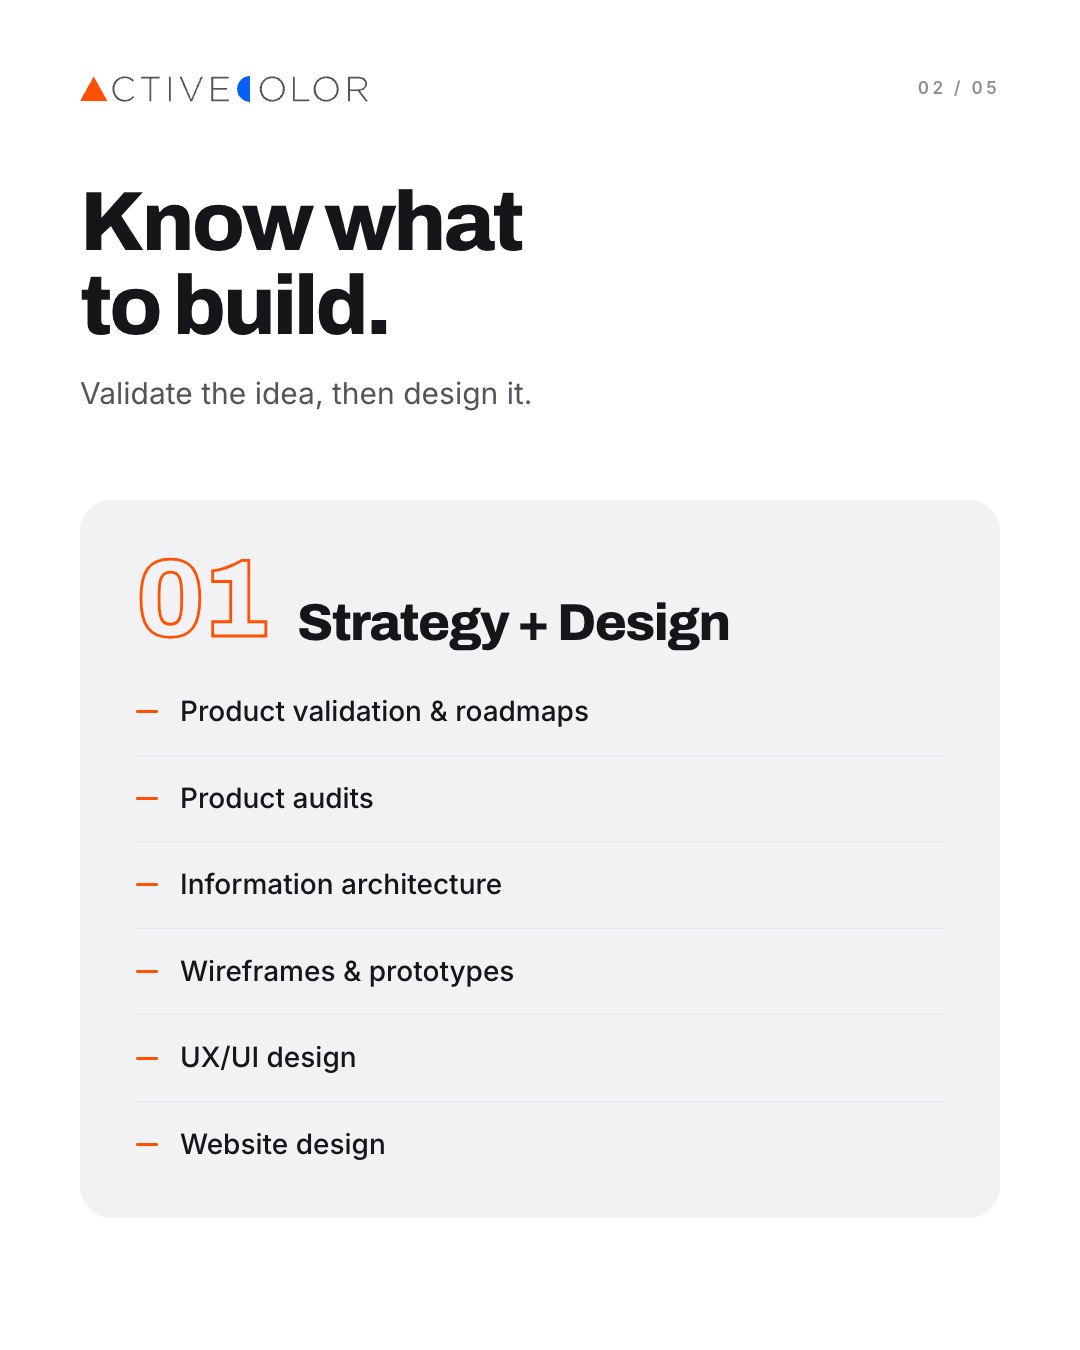 ACTIVECOLOR
02 / 05
Know what
to build.
Validate the idea, then design it.
01 Strategy + Design
Product validation & roadmaps
Product audits
Information architecture
Wireframes & prototypes
UX/UI design
Website design